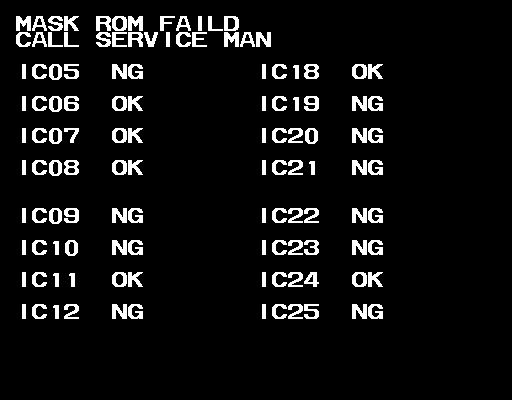 MASK ROM FAILD
CALL SERVICE MAN
IC05 NG IC18 OK
IC06 OK IC19 NG
IC07 OK IC20 NG
IC08 OK IC21 NG
IC09 NG IC22 NG
IC10 NG IC23 NG
IC11 OK IC24 OK
IC12 NG IC25 NG